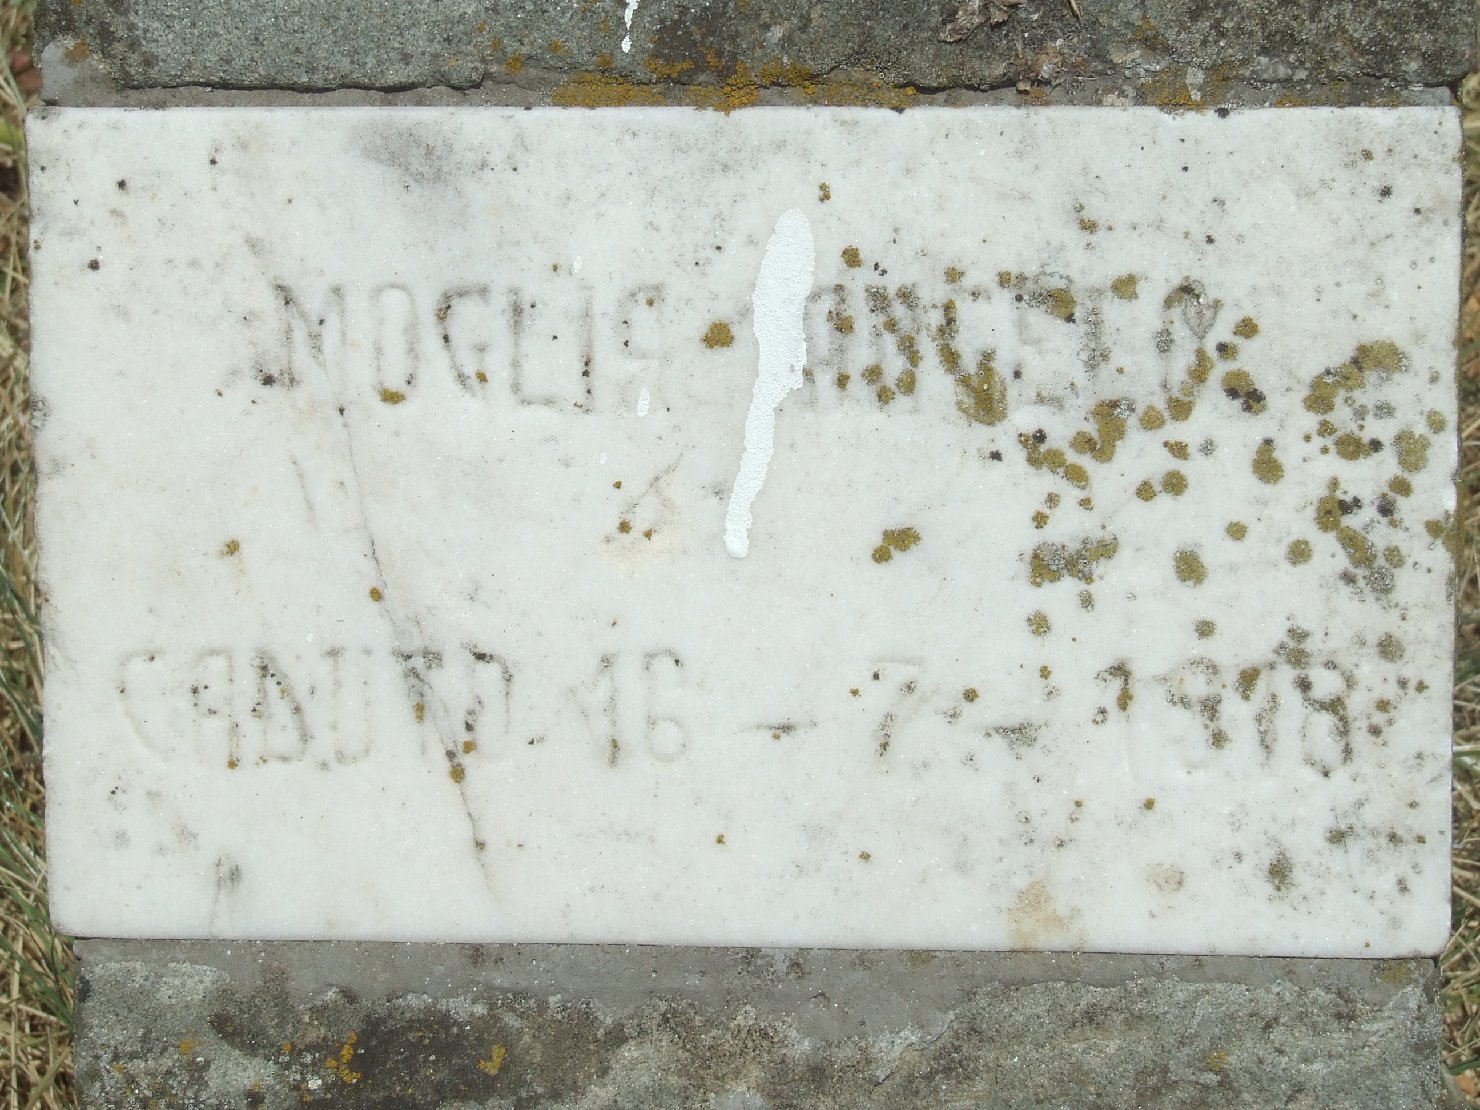 MOGLIA ANGELO
CADUTO 16 - 7 - 1918